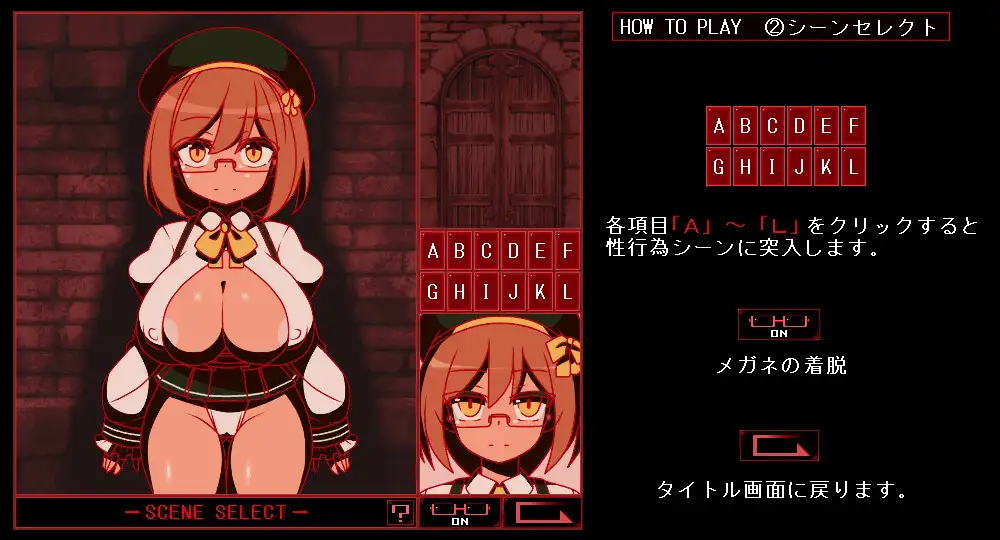 HOW TO PLAY ②シーンセレクト
A B C D E F
G H I J K L
各項目「A」～「L」をクリックすると
性行為シーンに突入します。
ON
メガネの着脱
タイトル画面に戻ります。
A B C D E F
G H I J K L
－SCENE SELECT－
?
ON